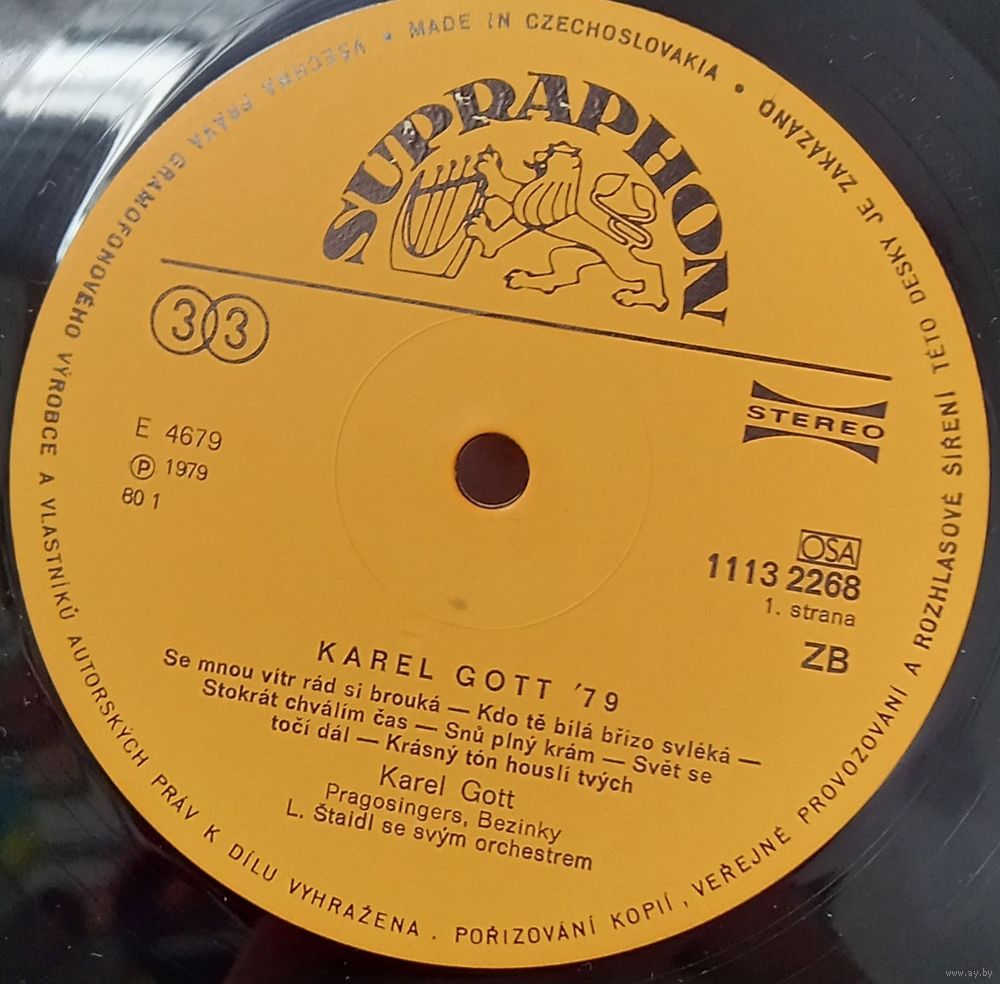 VŠECHNA PRÁVA GRAMOFONOVÉHO VÝROBCE A VLASTNÍKŮ AUTORSKÝCH PRÁV K DÍLU VYHRAŽENA . POŘIZOVÁNÍ KOPIÍ , VEŘEJNÉ PROVOZOVÁNÍ A ROZHLASOVÉ ŠÍŘENÍ TÉTO DESKY JE ZAKÁZÁNO • MADE IN CZECHOSLOVAKIA •
SUPRAPHON
33
STEREO
E 4679
Ⓟ 1979
80 1
OSA
1113 2268
1. strana
ZB
KAREL GOTT '79
Se mnou vítr rád si brouká — Kdo tě bílá břízo svléká —
Stokrát chválím čas — Snů plný krám — Svět se
točí dál — Krásný tón houslí tvých
Karel Gott
Pragosingers, Bezinky
L. Štaidl se svým orchestrem
www.ay.by